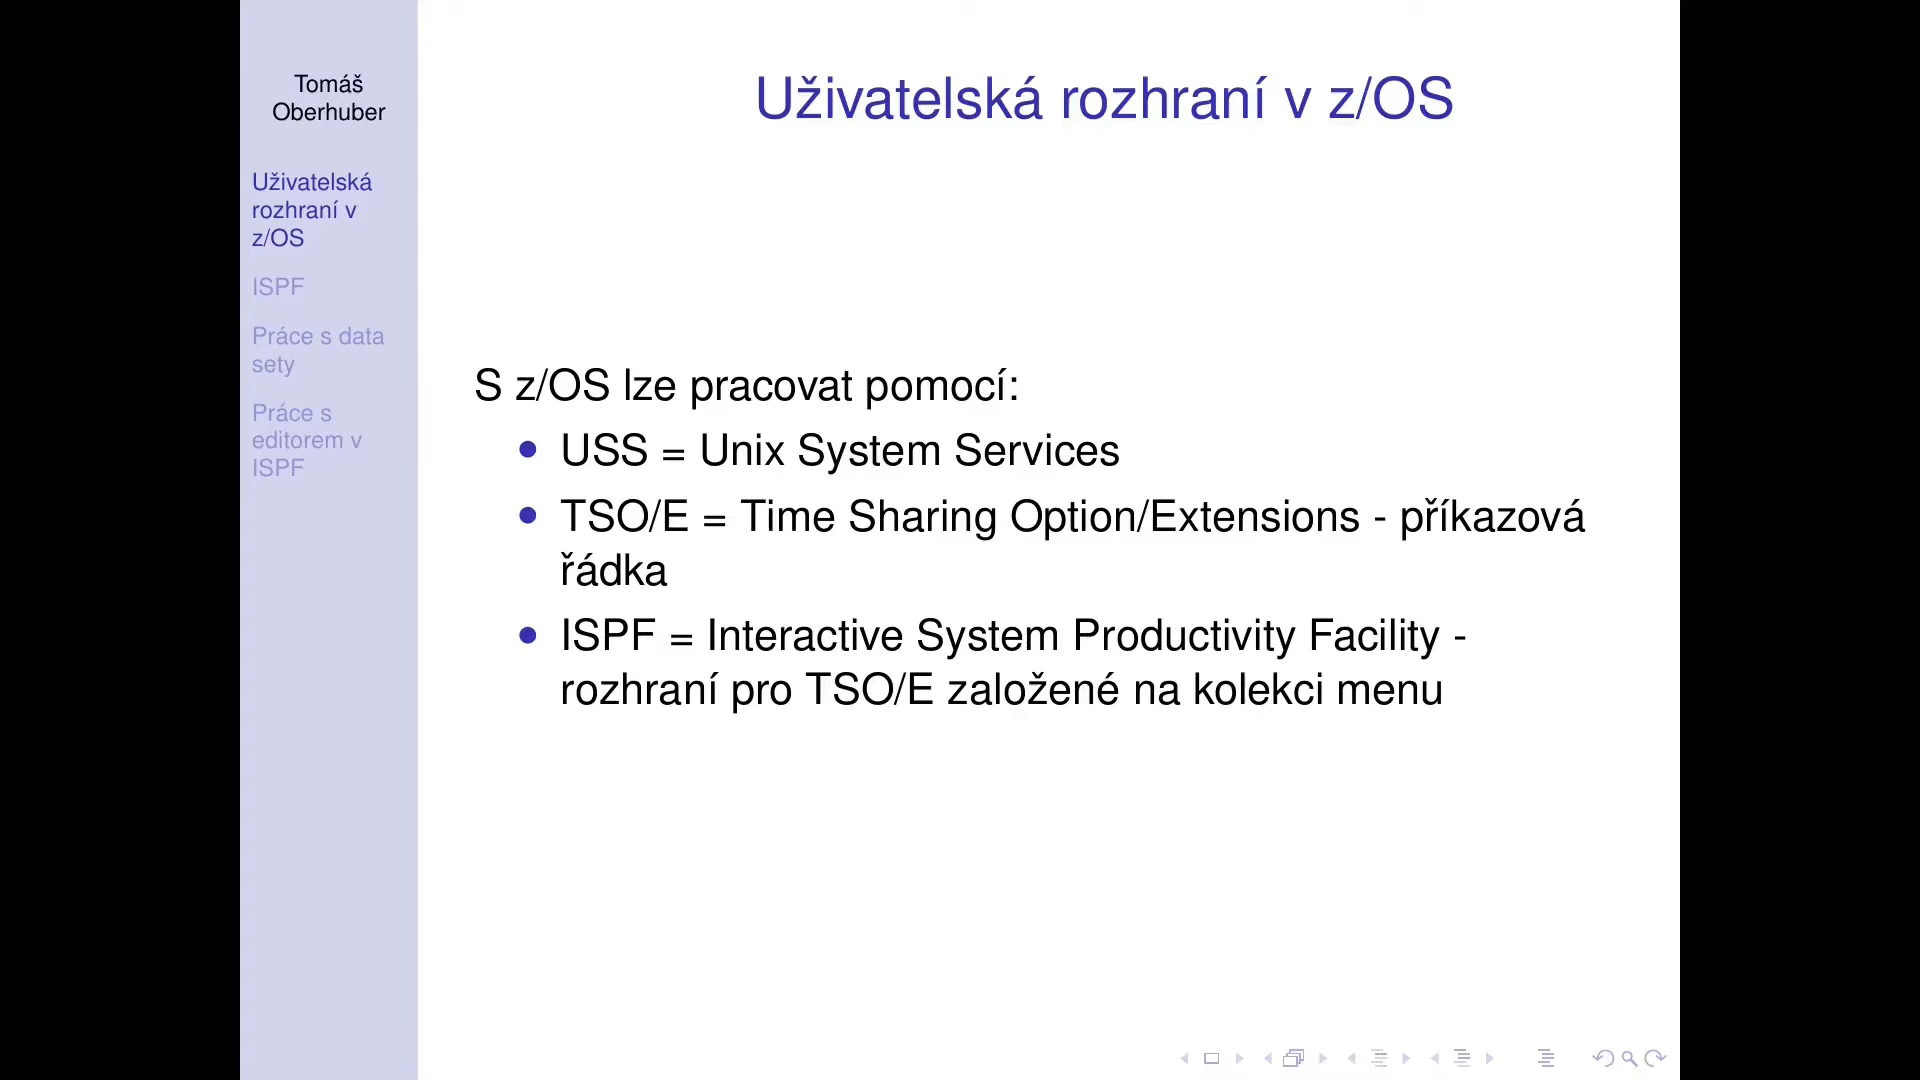 Tomáš
Oberhuber
Uživatelská
rozhraní v
z/OS
ISPF
Práce s data
sety
Práce s
editorem v
ISPF
Uživatelská rozhraní v z/OS
S z/OS lze pracovat pomocí:
USS = Unix System Services
TSO/E = Time Sharing Option/Extensions - příkazová
řádka
ISPF = Interactive System Productivity Facility -
rozhraní pro TSO/E založené na kolekci menu